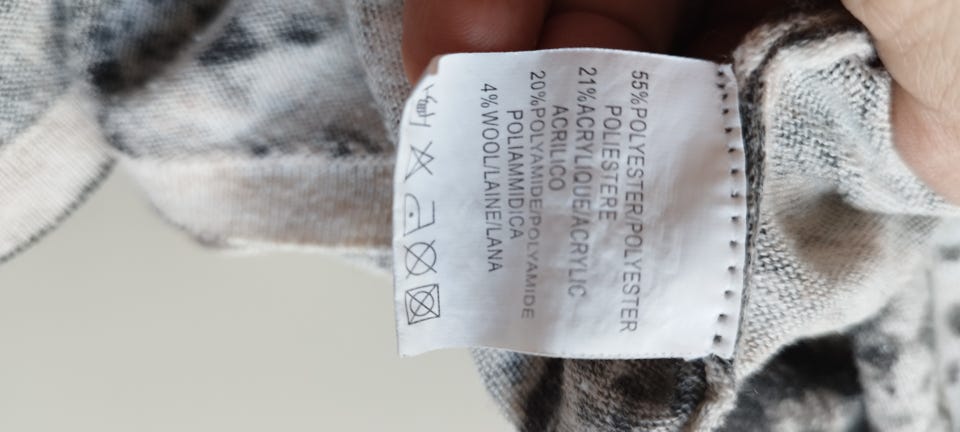 55%POLYESTER/POLYESTER
POLIESTERE
21%ACRYLIQUE/ACRYLIC
ACRILICO
20%POLYAMIDE/POLYAMIDE
POLIAMMIDICA
4%WOOL/LAINE/LANA